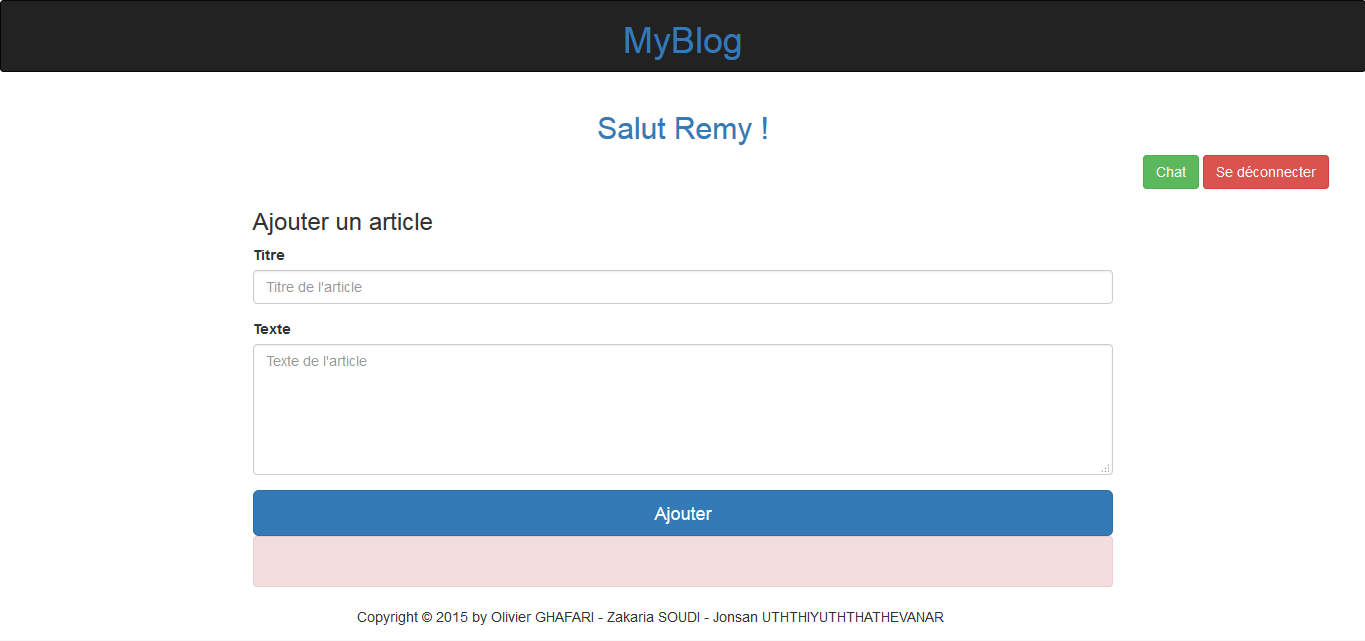 MyBlog
Salut Remy !
Chat Se déconnecter
Ajouter un article
Titre
Titre de l'article
Texte
Texte de l'article
Ajouter
Copyright © 2015 by Olivier GHAFARI - Zakaria SOUDI - Jonsan UTHTHIYUTHTHATHEVANAR